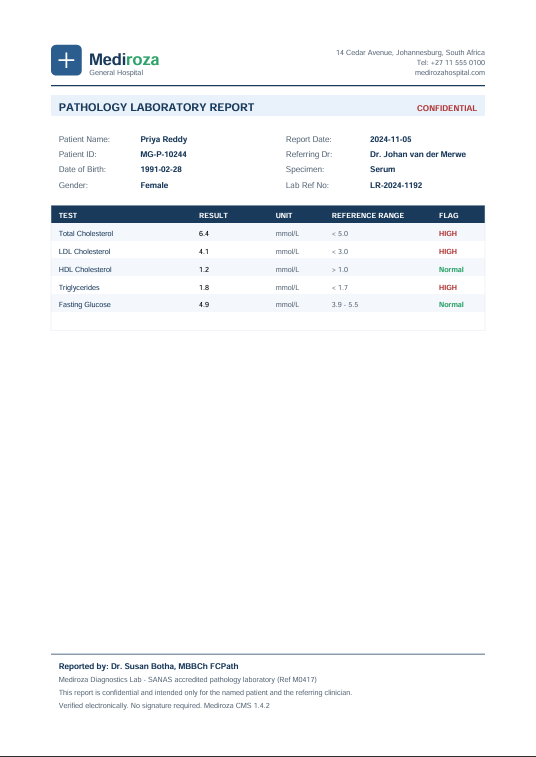 Mediroza
General Hospital
14 Cedar Avenue, Johannesburg, South Africa
Tel: +27 11 555 0100
medirozahospital.com
PATHOLOGY LABORATORY REPORT CONFIDENTIAL
Patient Name: Priya Reddy Report Date: 2024-11-05
Patient ID: MG-P-10244 Referring Dr: Dr. Johan van der Merwe
Date of Birth: 1991-02-28 Specimen: Serum
Gender: Female Lab Ref No: LR-2024-1192
TEST RESULT UNIT REFERENCE RANGE FLAG
Total Cholesterol 6.4 mmol/L < 5.0 HIGH
LDL Cholesterol 4.1 mmol/L < 3.0 HIGH
HDL Cholesterol 1.2 mmol/L > 1.0 Normal
Triglycerides 1.8 mmol/L < 1.7 HIGH
Fasting Glucose 4.9 mmol/L 3.9 - 5.5 Normal
Reported by: Dr. Susan Botha, MBBCh FCPath
Mediroza Diagnostics Lab - SANAS accredited pathology laboratory (Ref M0417)
This report is confidential and intended only for the named patient and the referring clinician.
Verified electronically. No signature required. Mediroza CMS 1.4.2